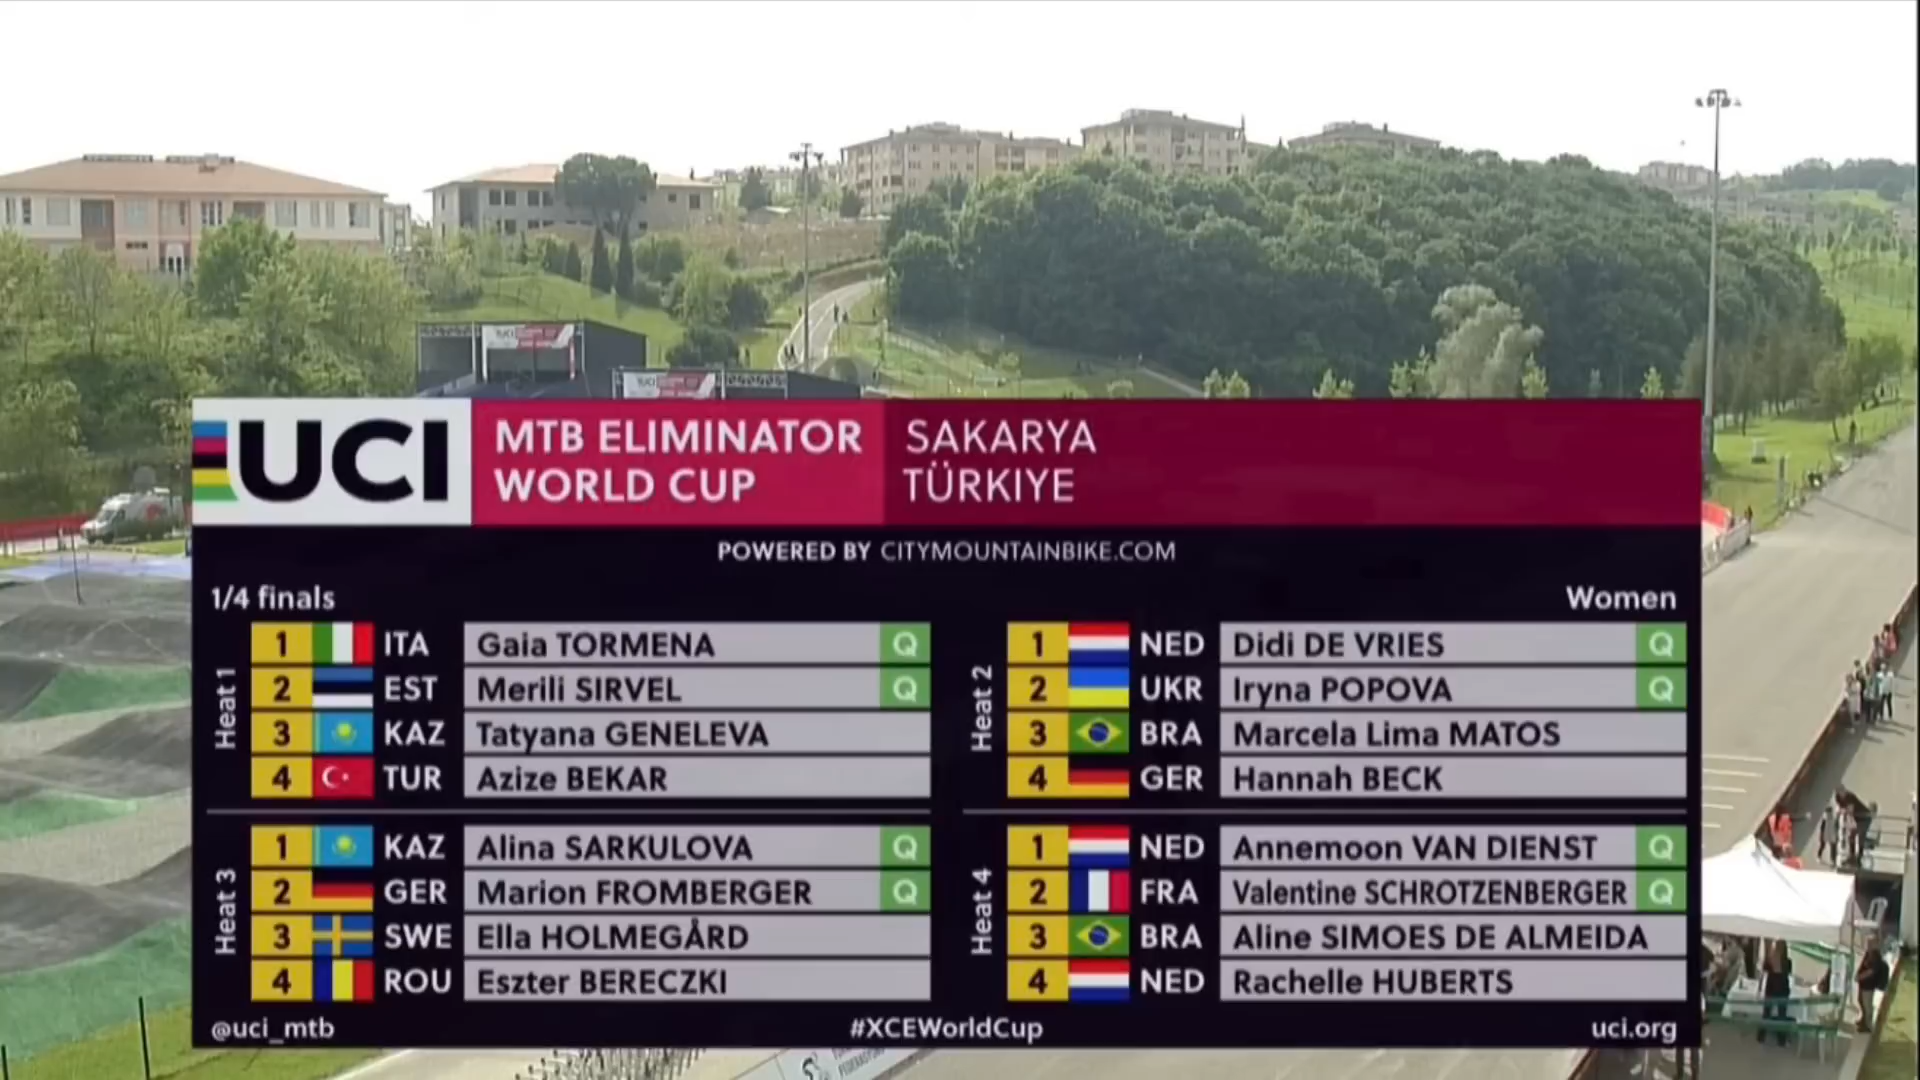 UCI
MTB ELIMINATOR
WORLD CUP
SAKARYA
TÜRKIYE
POWERED BY CITYMOUNTAINBIKE.COM
1/4 finals
Women
Heat 1
1 ITA Gaia TORMENA Q
2 EST Merili SIRVEL Q
3 KAZ Tatyana GENELEVA
4 TUR Azize BEKAR
Heat 2
1 NED Didi DE VRIES Q
2 UKR Iryna POPOVA Q
3 BRA Marcela Lima MATOS
4 GER Hannah BECK
Heat 3
1 KAZ Alina SARKULOVA Q
2 GER Marion FROMBERGER Q
3 SWE Ella HOLMEGÅRD
4 ROU Eszter BERECZKI
Heat 4
1 NED Annemoon VAN DIENST Q
2 FRA Valentine SCHROTZENBERGER Q
3 BRA Aline SIMOES DE ALMEIDA
4 NED Rachelle HUBERTS
@uci_mtb
#XCEWorldCup
uci.org